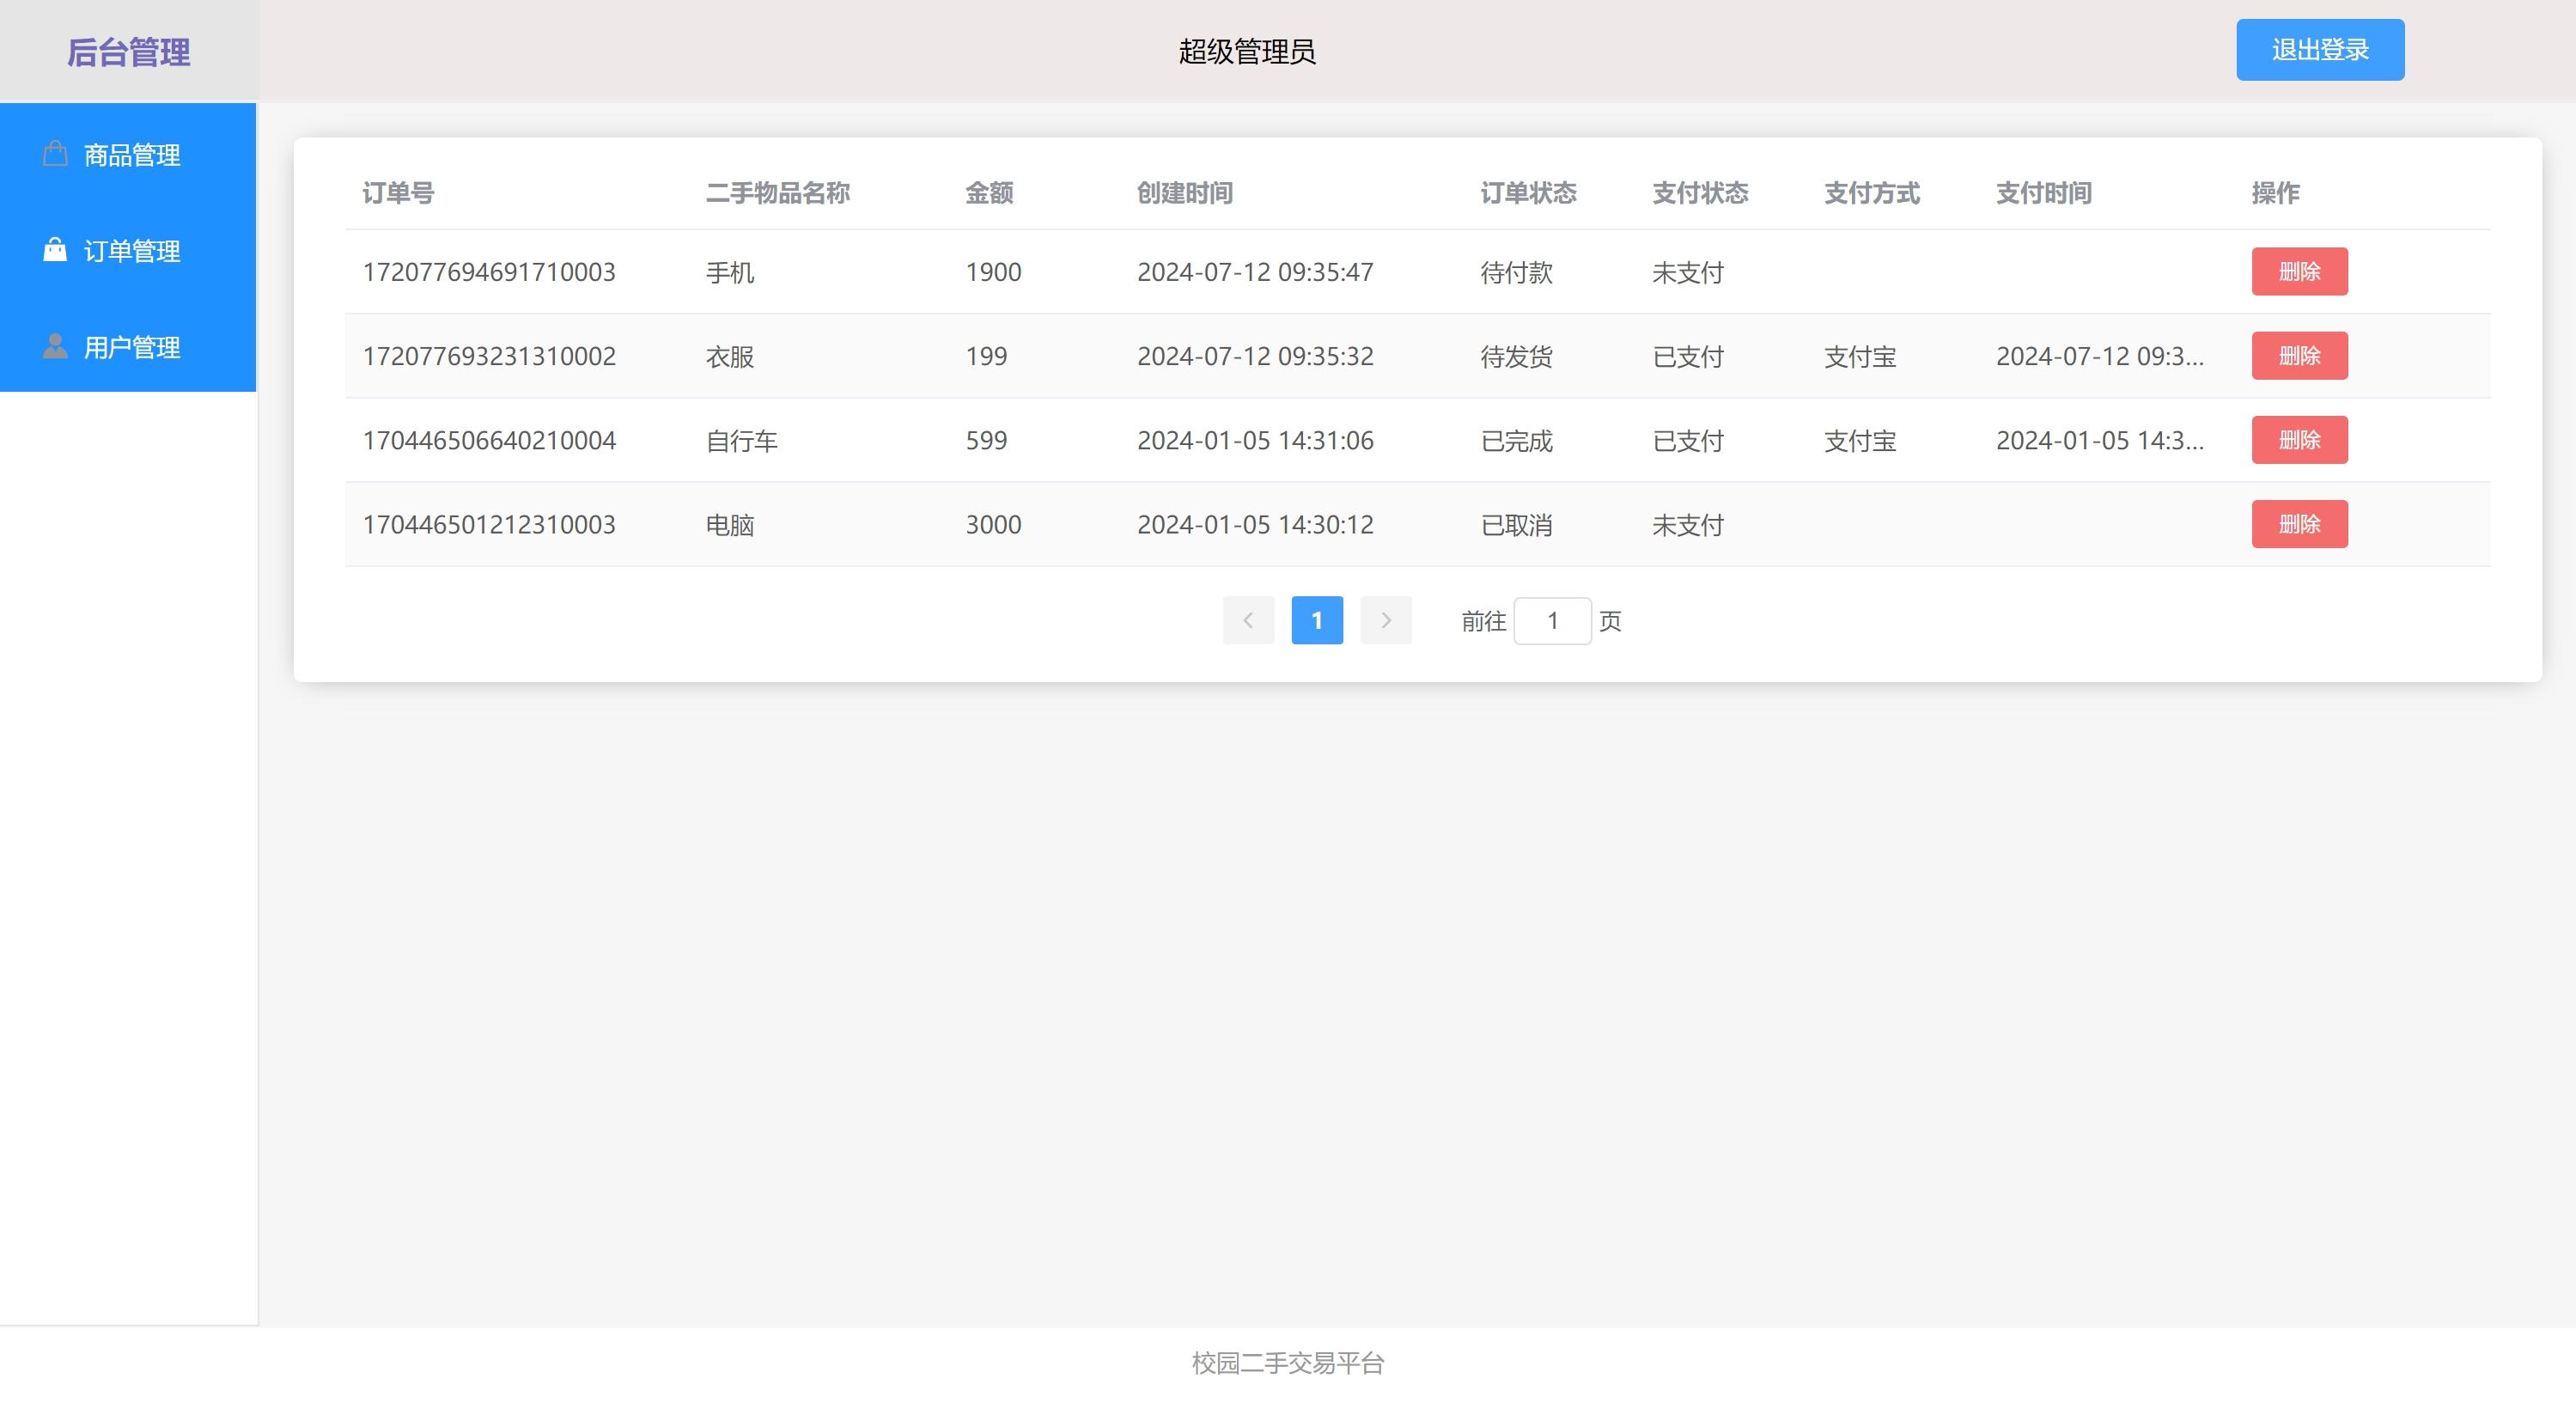 后台管理
超级管理员
退出登录
商品管理
订单管理
用户管理
订单号 二手物品名称 金额 创建时间 订单状态 支付状态 支付方式 支付时间 操作
172077694691710003 手机 1900 2024-07-12 09:35:47 待付款 未支付 删除
172077693231310002 衣服 199 2024-07-12 09:35:32 待发货 已支付 支付宝 2024-07-12 09:3... 删除
170446506640210004 自行车 599 2024-01-05 14:31:06 已完成 已支付 支付宝 2024-01-05 14:3... 删除
170446501212310003 电脑 3000 2024-01-05 14:30:12 已取消 未支付 删除
1 前往 1 页
校园二手交易平台